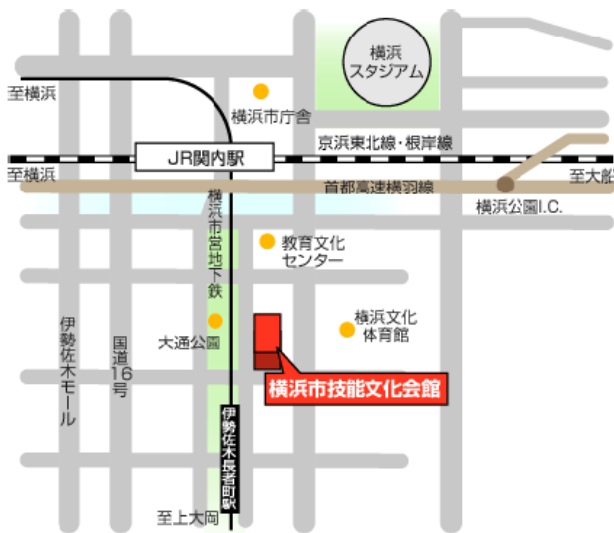 横浜
スタジアム
至横浜
横浜市庁舎
京浜東北線・根岸線
JR関内駅
至横浜
首都高速横羽線
至大船
横浜公園I.C.
横浜市営地下鉄
教育文化
センター
伊勢佐木モール
国道16号
大通公園
横浜文化
体育館
横浜市技能文化会館
伊勢佐木長者町駅
至上大岡